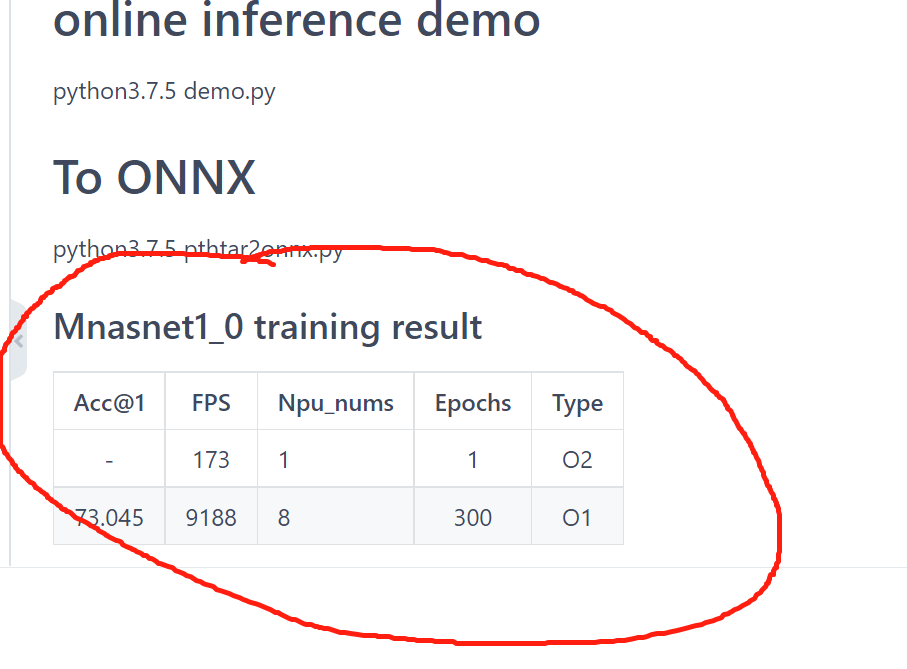 online inference demo
python3.7.5 demo.py
To ONNX
python3.7.5 pthtar2onnx.py
Mnasnet1_0 training result
Acc@1 FPS Npu_nums Epochs Type
- 173 1 1 O2
73.045 9188 8 300 O1